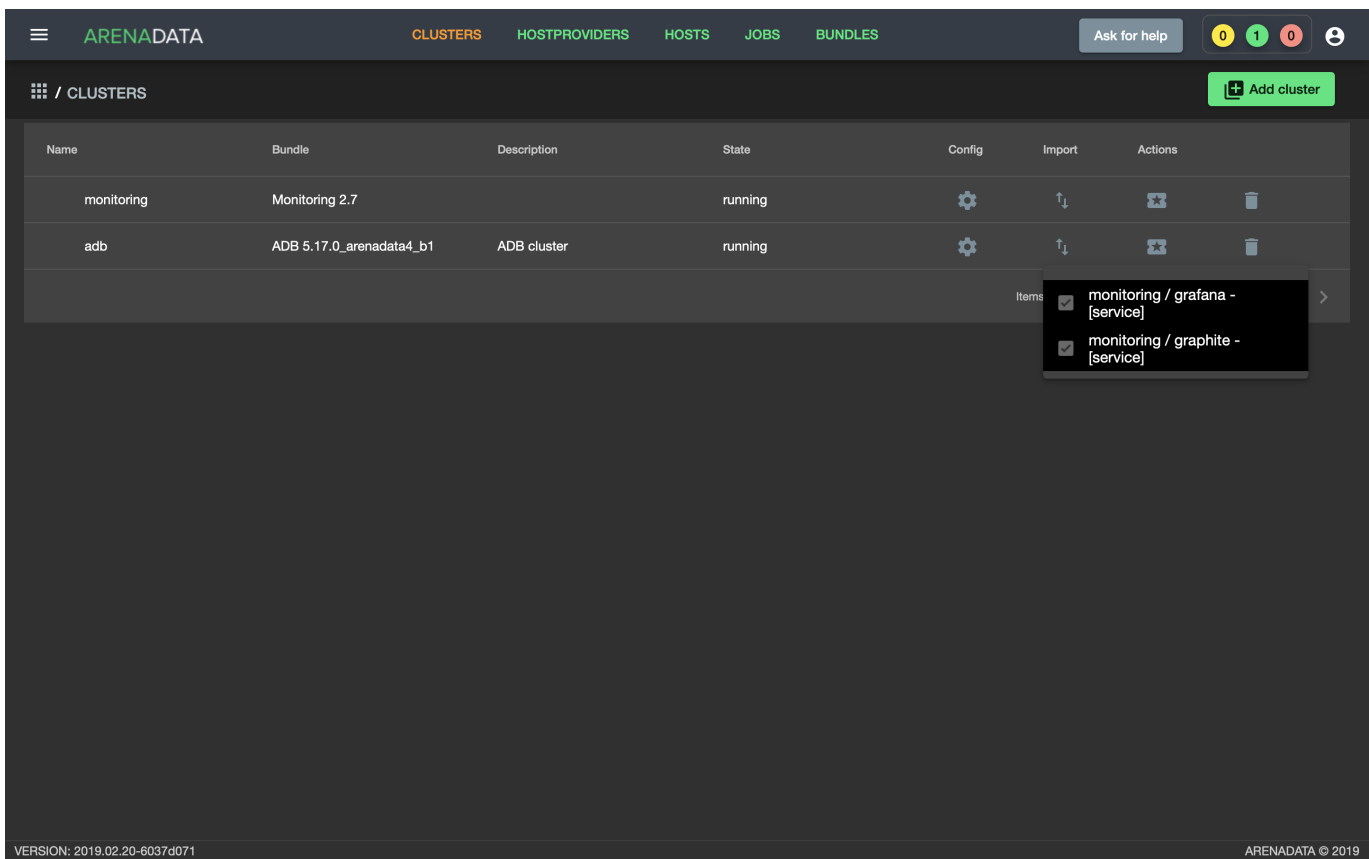 ARENADATA CLUSTERS HOSTPROVIDERS HOSTS JOBS BUNDLES Ask for help 0 1 0
/ CLUSTERS Add cluster
Name Bundle Description State Config Import Actions
monitoring Monitoring 2.7 running
adb ADB 5.17.0_arenadata4_b1 ADB cluster running
Items
monitoring / grafana -
[service]
monitoring / graphite -
[service]
VERSION: 2019.02.20-6037d071 ARENADATA © 2019